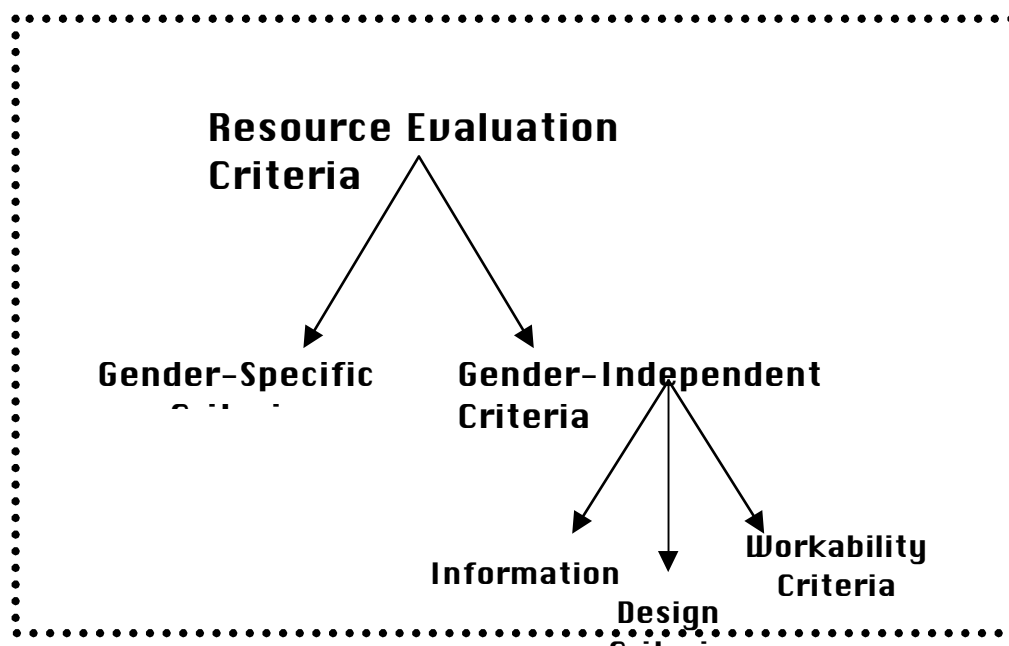 Resource Evaluation
Criteria
Gender-Specific
Gender-Independent
Criteria
Information
Workability
Criteria
Design